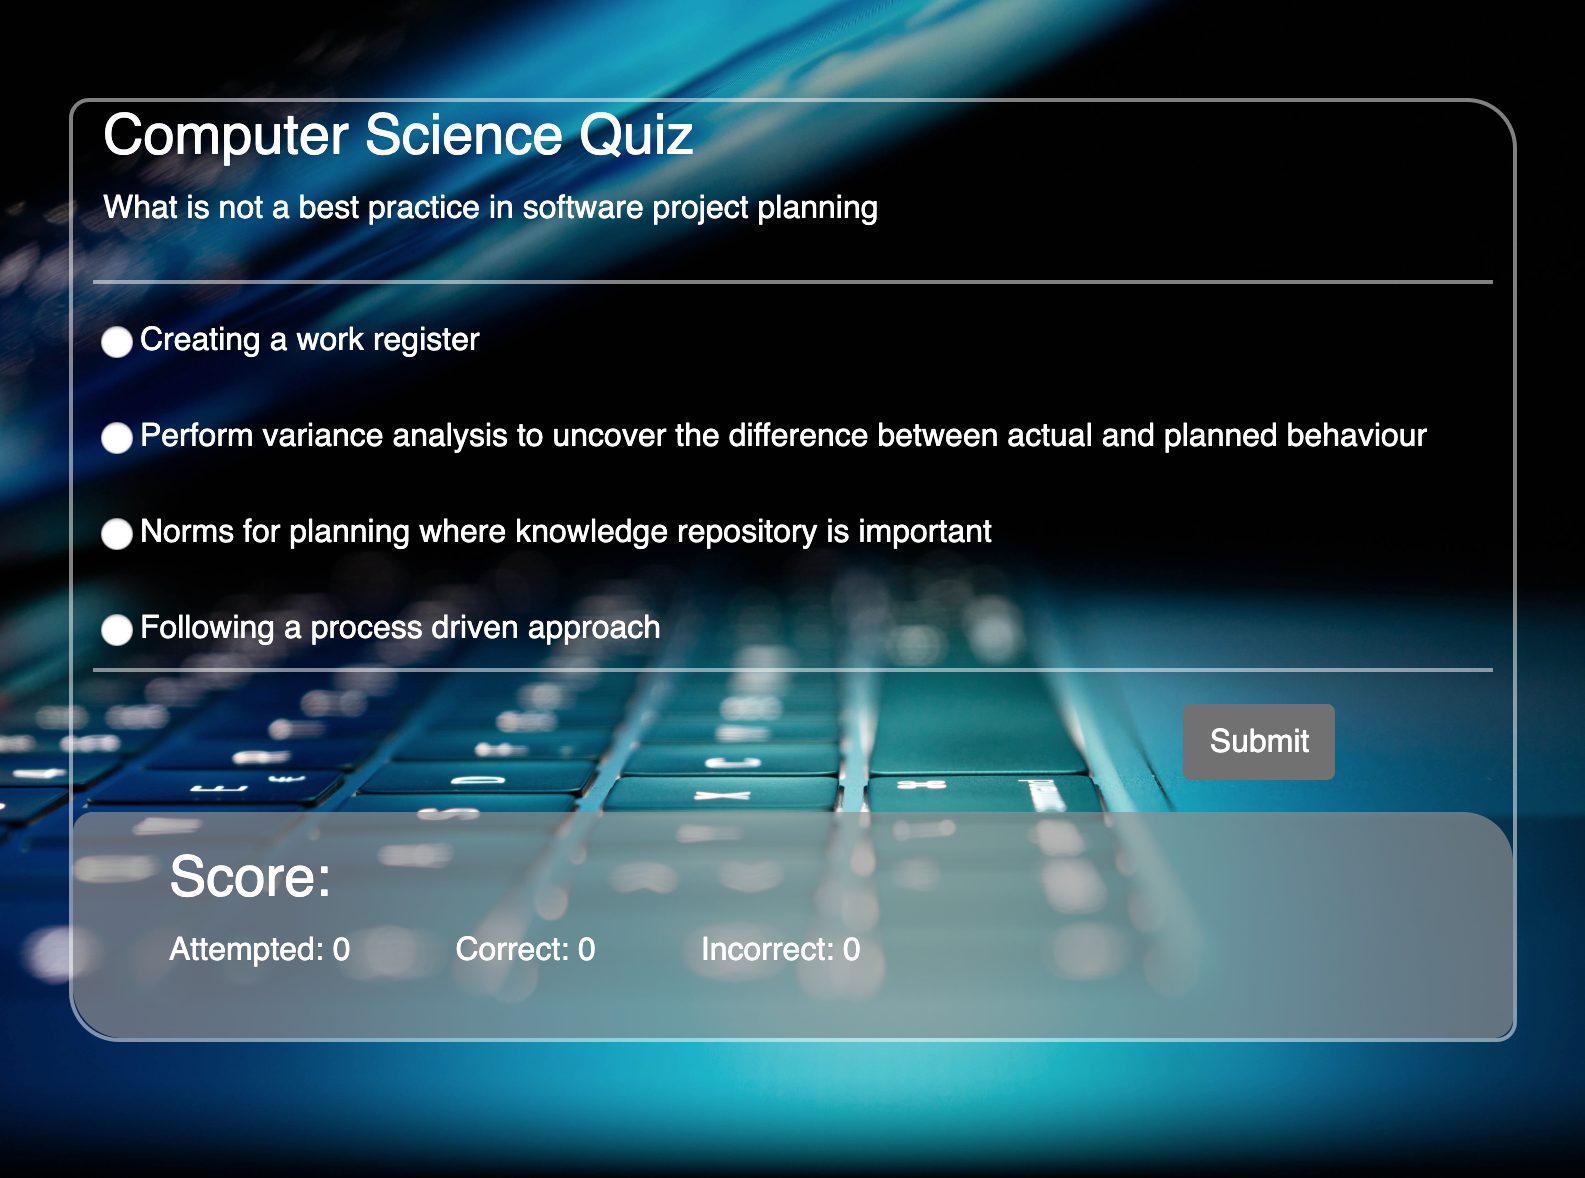 Computer Science Quiz
What is not a best practice in software project planning
Creating a work register
Perform variance analysis to uncover the difference between actual and planned behaviour
Norms for planning where knowledge repository is important
Following a process driven approach
Submit
Score:
Attempted: 0 Correct: 0 Incorrect: 0